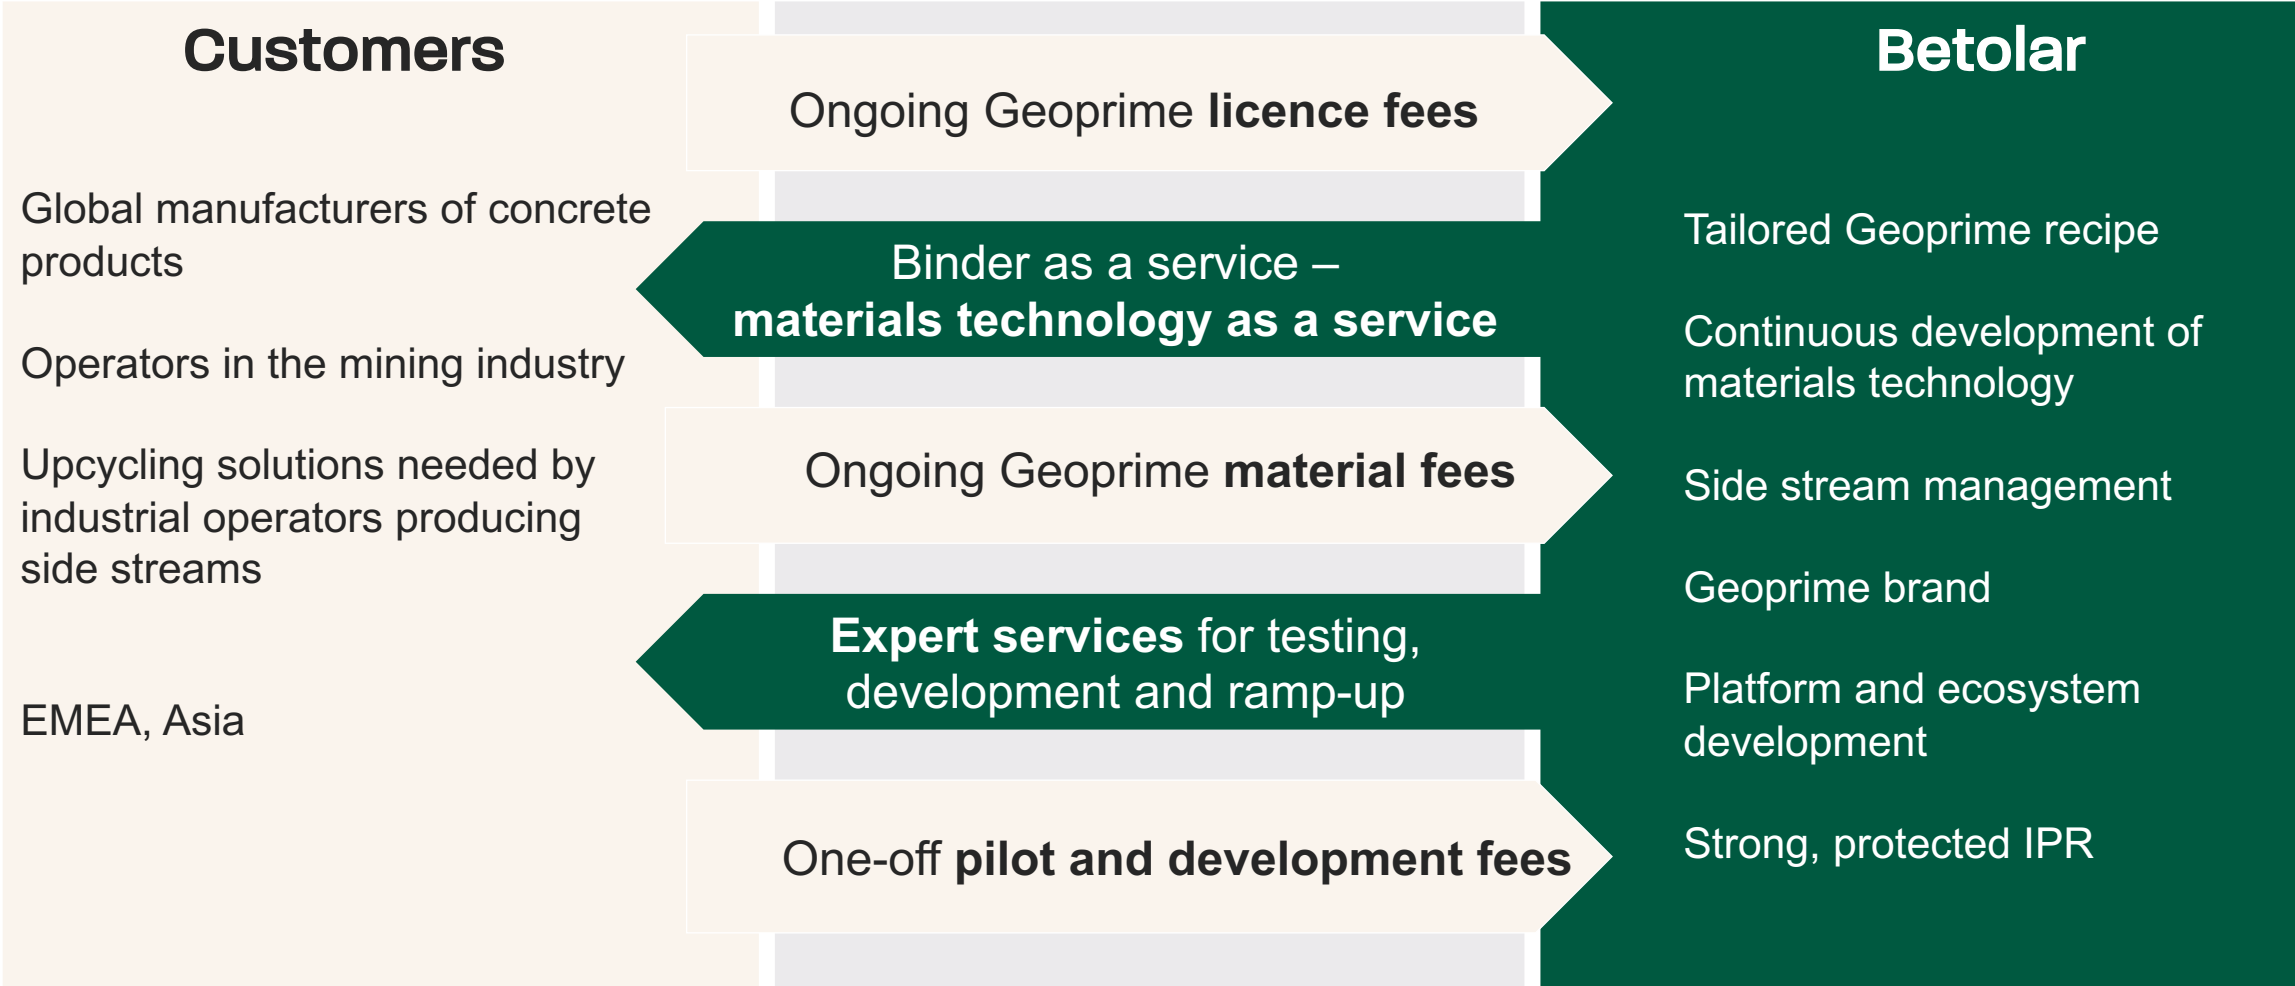 Customers
Global manufacturers of concrete
products
Operators in the mining industry
Upcycling solutions needed by
industrial operators producing
side streams
EMEA, Asia
Ongoing Geoprime licence fees
Binder as a service –
materials technology as a service
Ongoing Geoprime material fees
Expert services for testing,
development and ramp-up
One-off pilot and development fees
Betolar
Tailored Geoprime recipe
Continuous development of
materials technology
Side stream management
Geoprime brand
Platform and ecosystem
development
Strong, protected IPR